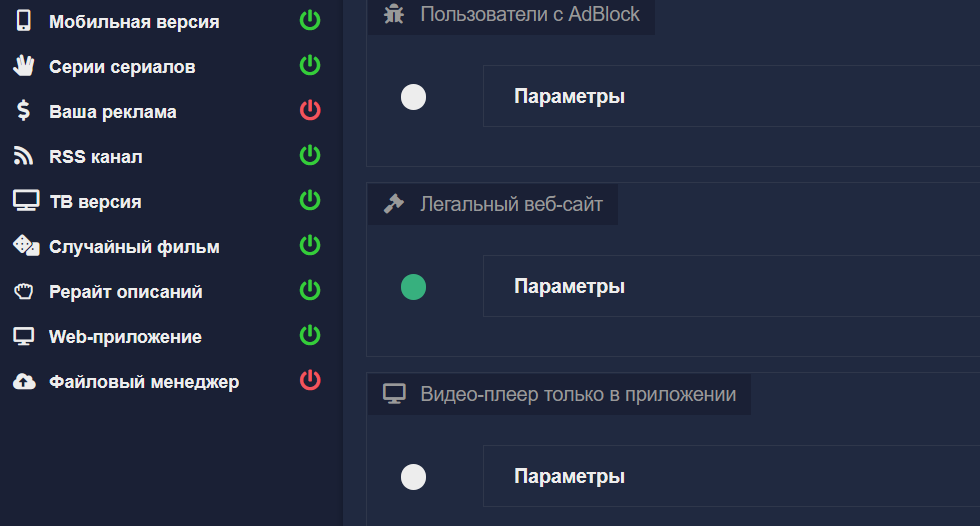 Мобильная версия
Серии сериалов
Ваша реклама
RSS канал
ТВ версия
Случайный фильм
Рерайт описаний
Web-приложение
Файловый менеджер
Пользователи с AdBlock
Параметры
Легальный веб-сайт
Параметры
Видео-плеер только в приложении
Параметры